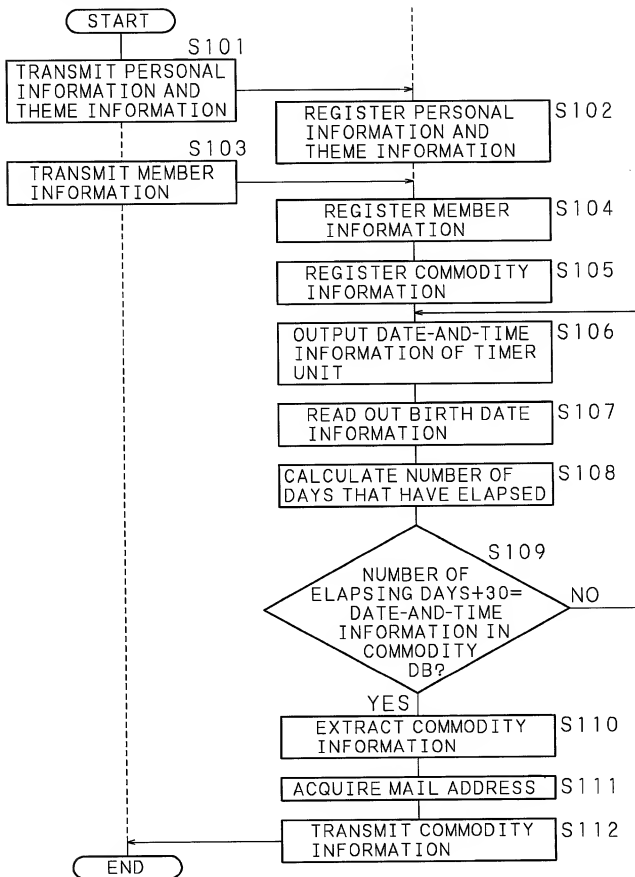 START
S101
TRANSMIT PERSONAL
INFORMATION AND
THEME INFORMATION
REGISTER PERSONAL
INFORMATION AND
THEME INFORMATION
S102
S103
TRANSMIT MEMBER
INFORMATION
REGISTER MEMBER
INFORMATION
S104
REGISTER COMMODITY
INFORMATION
S105
OUTPUT DATE-AND-TIME
INFORMATION OF TIMER
UNIT
S106
READ OUT BIRTH DATE
INFORMATION
S107
CALCULATE NUMBER OF
DAYS THAT HAVE ELAPSED
S108
S109
NUMBER OF
ELAPSING DAYS+30=
DATE-AND-TIME
INFORMATION IN
COMMODITY
DB?
NO
YES
EXTRACT COMMODITY
INFORMATION
S110
ACQUIRE MAIL ADDRESS
S111
TRANSMIT COMMODITY
INFORMATION
S112
END